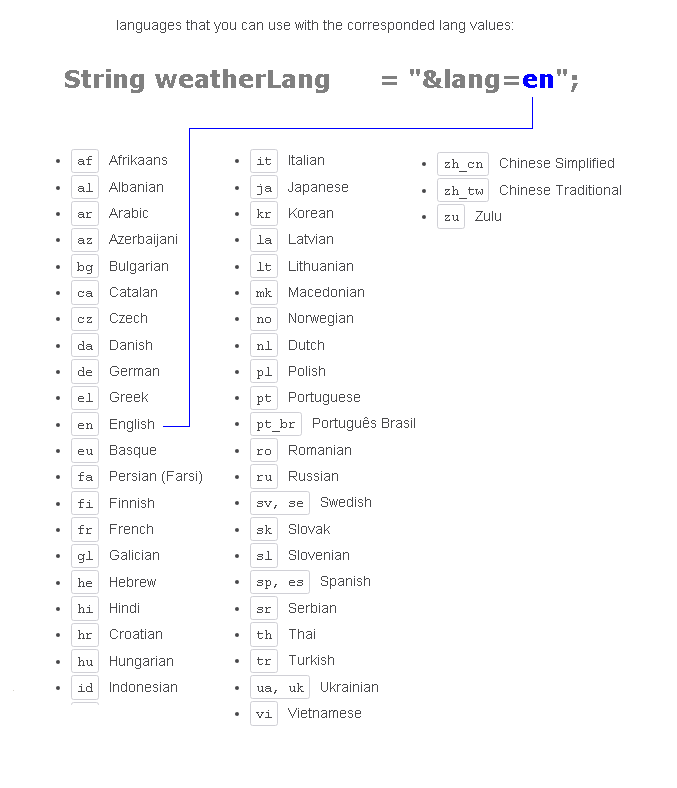 languages that you can use with the corresponded lang values:
String weatherLang = "&lang=en";
af Afrikaans
al Albanian
ar Arabic
az Azerbaijani
bg Bulgarian
ca Catalan
cz Czech
da Danish
de German
el Greek
en English
eu Basque
fa Persian (Farsi)
fi Finnish
fr French
gl Galician
he Hebrew
hi Hindi
hr Croatian
hu Hungarian
id Indonesian
it Italian
ja Japanese
kr Korean
la Latvian
lt Lithuanian
mk Macedonian
no Norwegian
nl Dutch
pl Polish
pt Portuguese
pt_br Português Brasil
ro Romanian
ru Russian
sv, se Swedish
sk Slovak
sl Slovenian
sp, es Spanish
sr Serbian
th Thai
tr Turkish
ua, uk Ukrainian
vi Vietnamese
zh_cn Chinese Simplified
zh_tw Chinese Traditional
zu Zulu